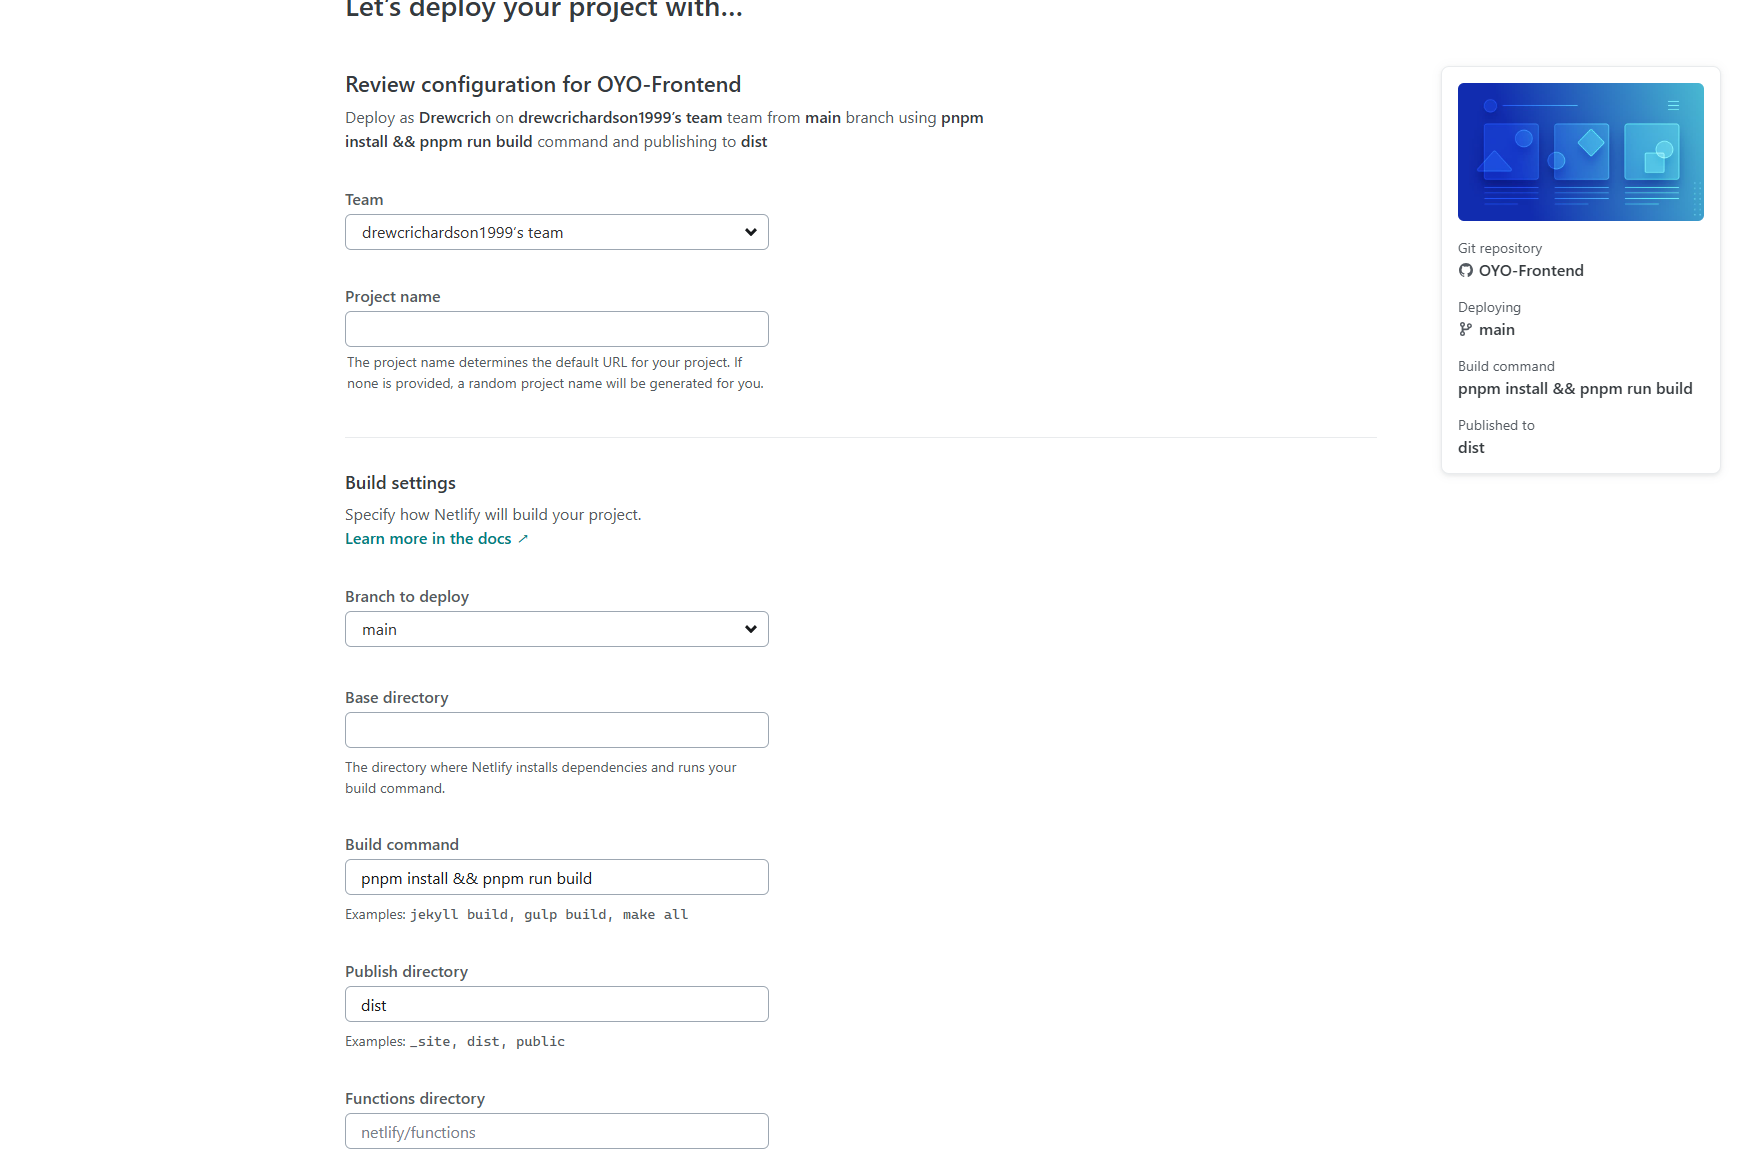 Let's deploy your project with...
Review configuration for OYO-Frontend
Deploy as Drewcrich on drewcrichardson1999's team team from main branch using pnpm
install && pnpm run build command and publishing to dist
Team
drewcrichardson1999's team
Project name
The project name determines the default URL for your project. If
none is provided, a random project name will be generated for you.
Build settings
Specify how Netlify will build your project.
Learn more in the docs ↗
Branch to deploy
main
Base directory
The directory where Netlify installs dependencies and runs your
build command.
Build command
pnpm install && pnpm run build
Examples: jekyll build, gulp build, make all
Publish directory
dist
Examples: _site, dist, public
Functions directory
netlify/functions
Git repository
OYO-Frontend
Deploying
main
Build command
pnpm install && pnpm run build
Published to
dist